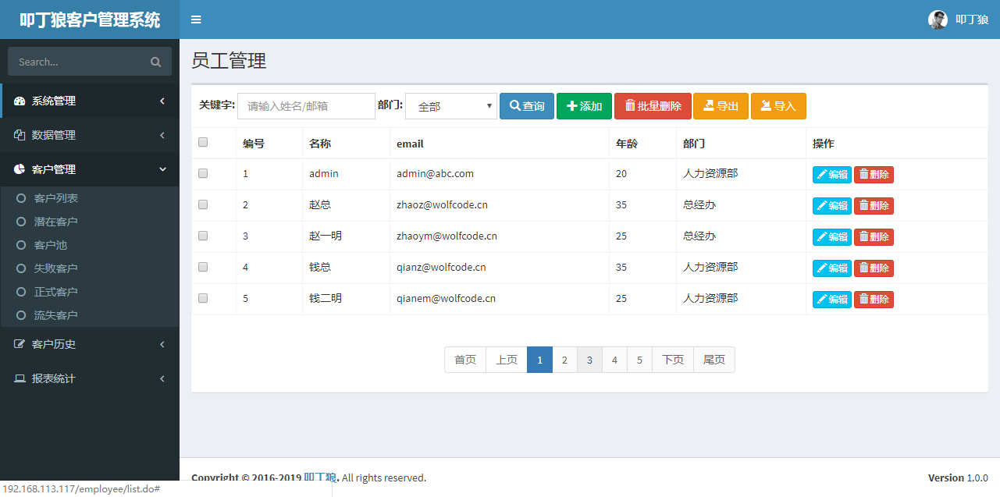 叩丁狼客户管理系统
叩丁狼
Search...
系统管理
数据管理
客户管理
客户列表
潜在客户
客户池
失败客户
正式客户
流失客户
客户历史
报表统计
员工管理
关键字: 请输入姓名/邮箱 部门: 全部 查询 添加 批量删除 导出 导入
编号 名称 email 年龄 部门 操作
1 admin admin@abc.com 20 人力资源部 编辑 删除
2 赵总 zhaoz@wolfcode.cn 35 总经办 编辑 删除
3 赵一明 zhaoym@wolfcode.cn 25 总经办 编辑 删除
4 钱总 qianz@wolfcode.cn 35 人力资源部 编辑 删除
5 钱二明 qianem@wolfcode.cn 25 人力资源部 编辑 删除
首页 上页 1 2 3 4 5 下页 尾页
Copyright © 2016-2019 叩丁狼. All rights reserved. Version 1.0.0
192.168.113.117/employee/list.do#